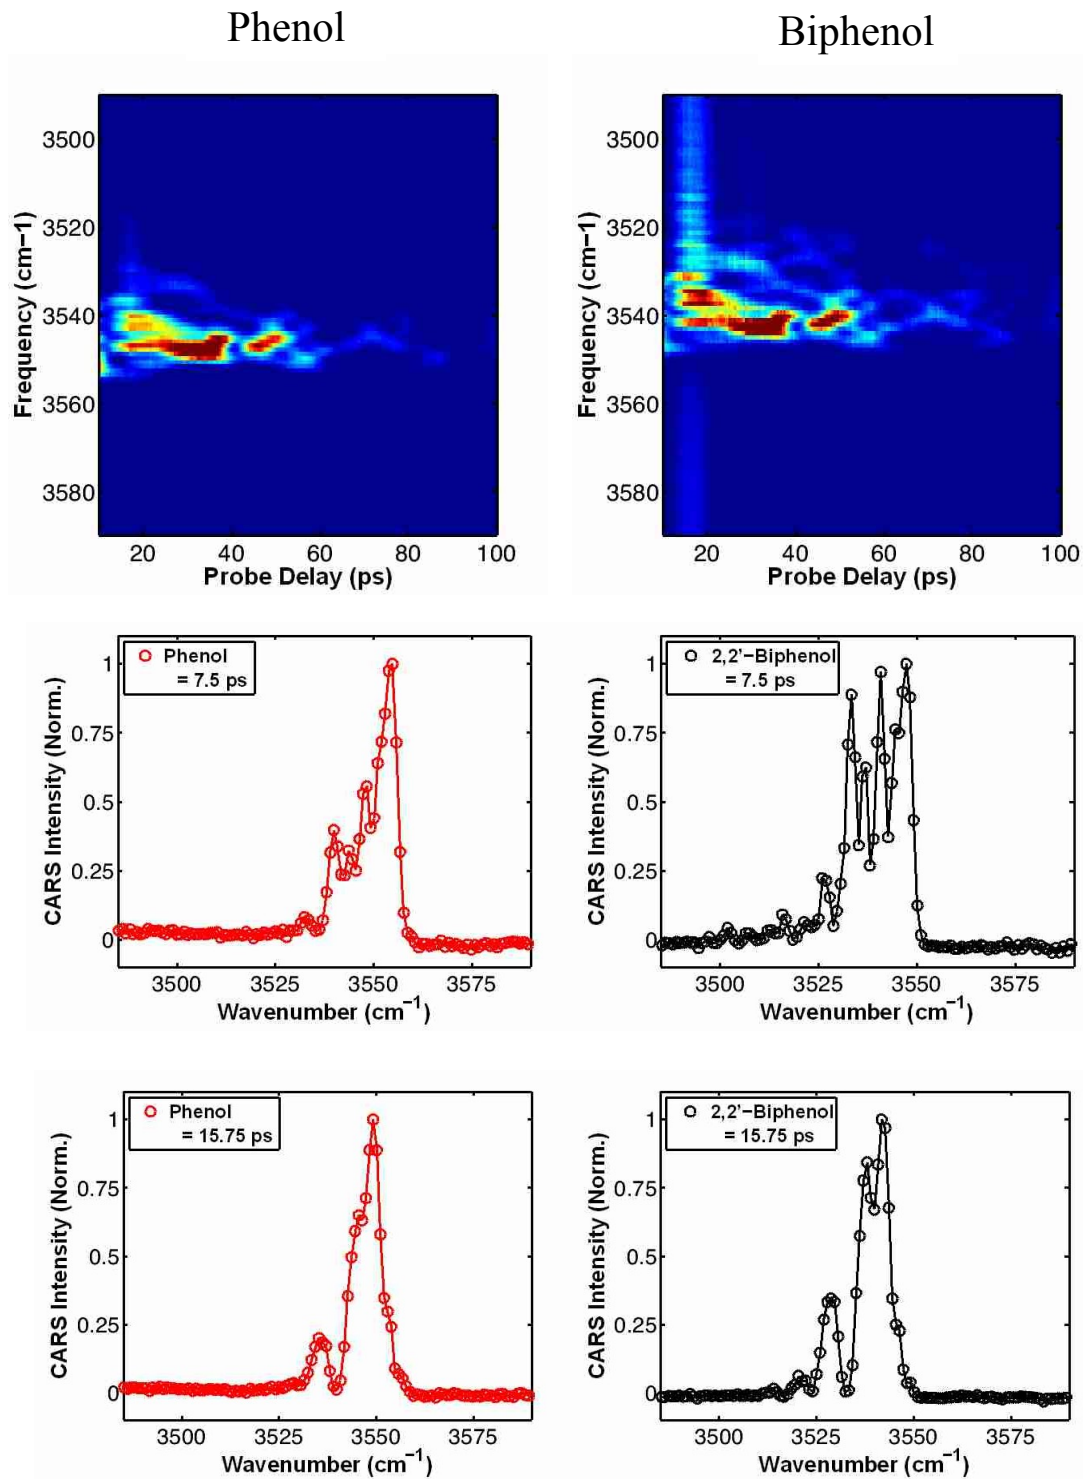 Phenol
Biphenol
3500
3520
3540
3560
3580
Frequency (cm−1)
20 40 60 80 100
Probe Delay (ps)
3500
3520
3540
3560
3580
Frequency (cm−1)
20 40 60 80 100
Probe Delay (ps)
Phenol
= 7.5 ps
1
0.75
0.5
0.25
0
CARS Intensity (Norm.)
3500 3525 3550 3575
Wavenumber (cm−1)
2,2'−Biphenol
= 7.5 ps
1
0.75
0.5
0.25
0
CARS Intensity (Norm.)
3500 3525 3550 3575
Wavenumber (cm−1)
Phenol
= 15.75 ps
1
0.75
0.5
0.25
0
CARS Intensity (Norm.)
3500 3525 3550 3575
Wavenumber (cm−1)
2,2'−Biphenol
= 15.75 ps
1
0.75
0.5
0.25
0
CARS Intensity (Norm.)
3500 3525 3550 3575
Wavenumber (cm−1)